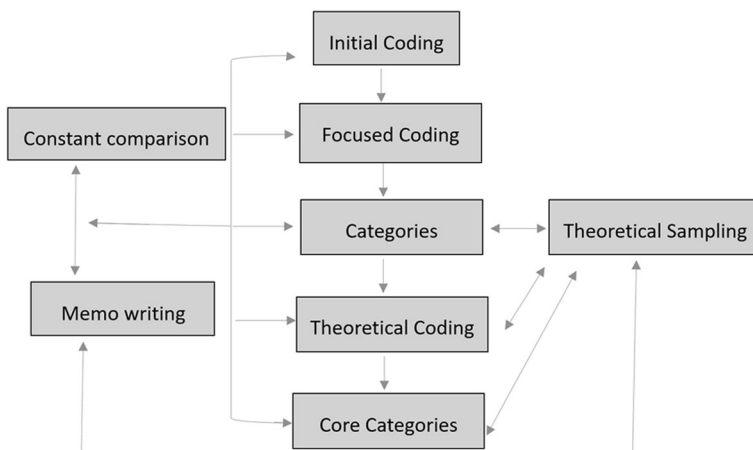 Initial Coding
Constant comparison
Focused Coding
Categories
Theoretical Sampling
Memo writing
Theoretical Coding
Core Categories